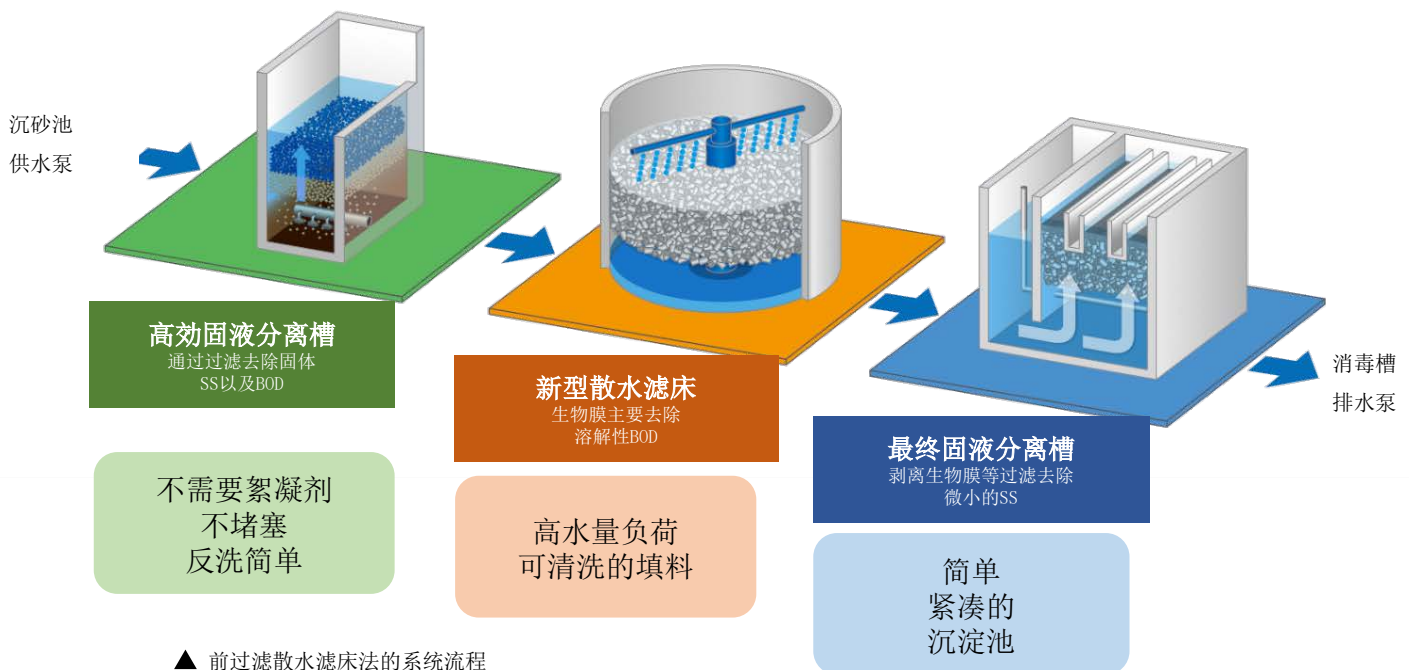 沉砂池
供水泵
高効固液分离槽
通过过滤去除固体
SS以及BOD
不需要絮凝剂
不堵塞
反洗简单
新型散水滤床
生物膜主要去除
溶解性BOD
高水量负荷
可清洗的填料
最终固液分离槽
剥离生物膜等过滤去除
微小的SS
简单
紧凑的
沉淀池
消毒槽
排水泵
▲ 前过滤散水滤床法的系统流程